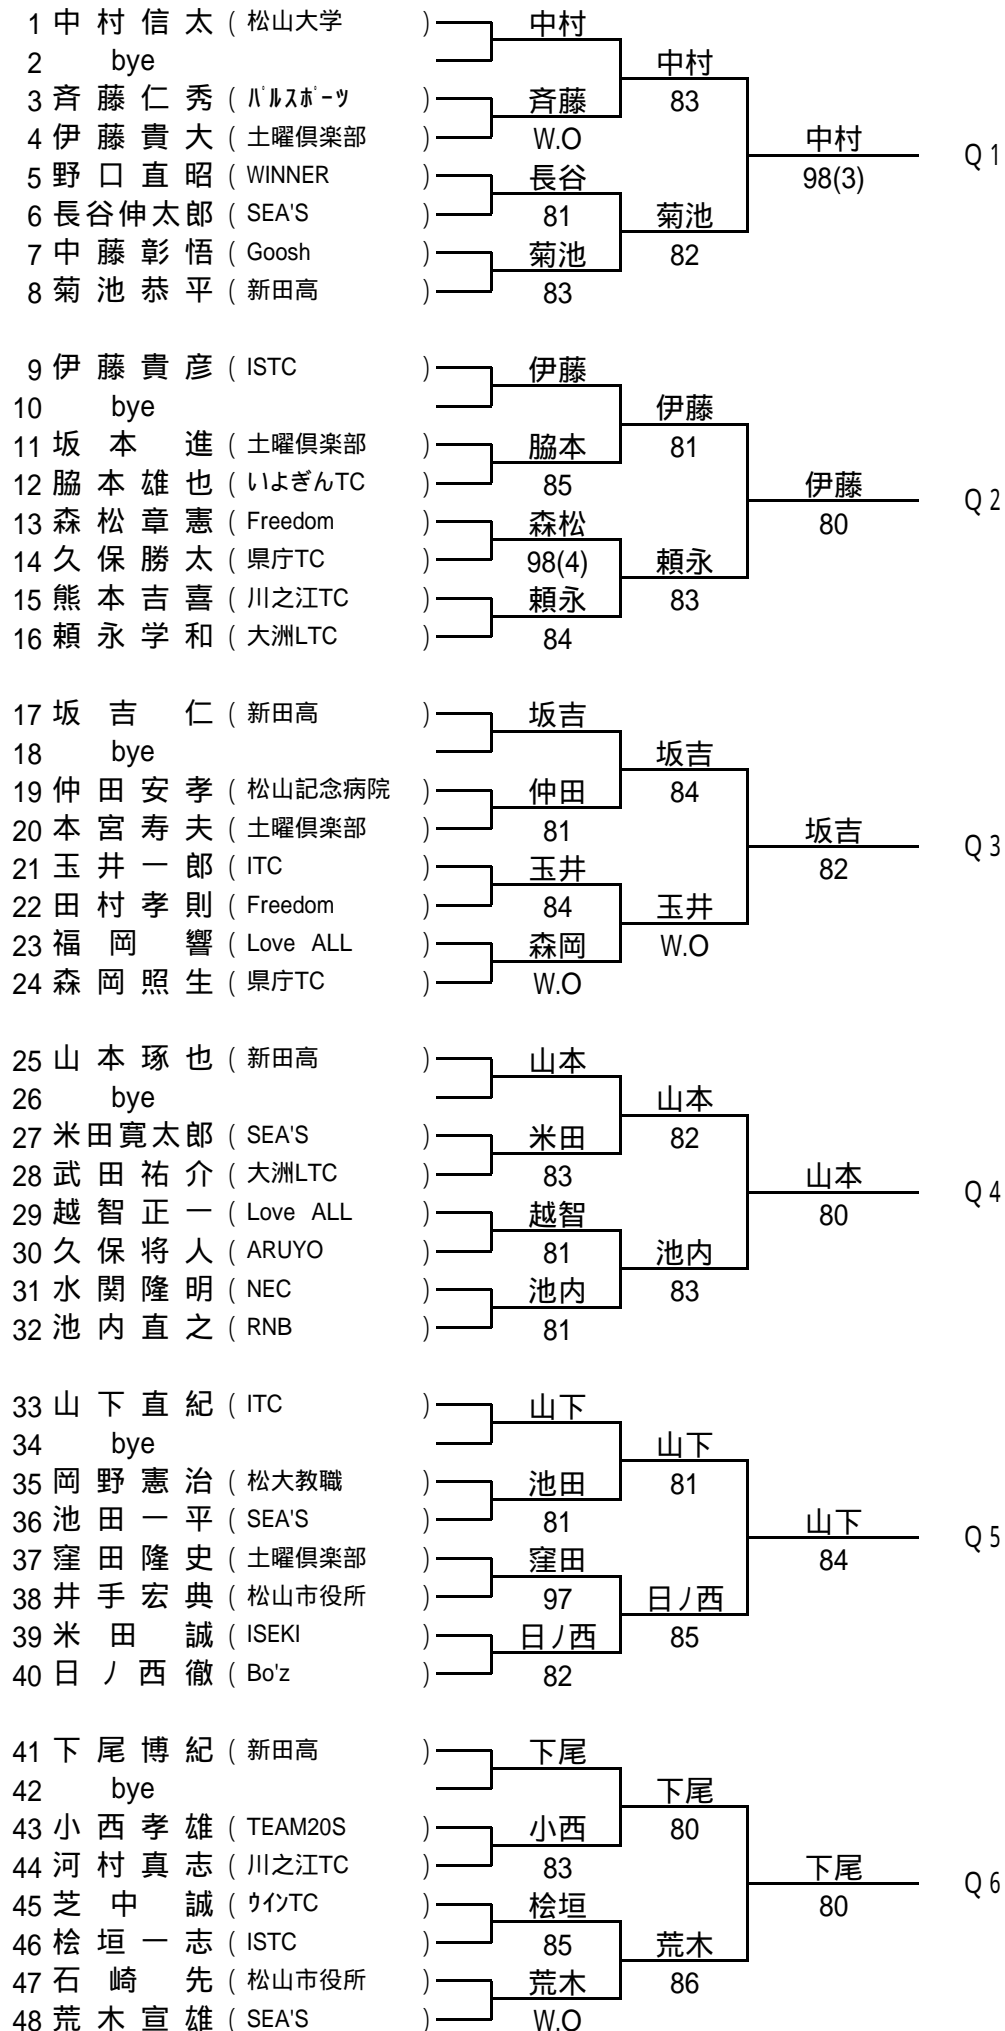 1 中村信太 ( 松山大学 ) 中村
2 bye 中村
3 斉藤仁秀 ( ﾊﾟﾙｽﾎﾟｰﾂ ) 斉藤 83
4 伊藤貴大 ( 土曜倶楽部 ) W.O 中村 Q1
5 野口直昭 ( WINNER ) 長谷 98(3)
6 長谷伸太郎 ( SEA'S ) 81 菊池
7 中藤彰悟 ( Goosh ) 菊池 82
8 菊池恭平 ( 新田高 ) 83
9 伊藤貴彦 ( ISTC ) 伊藤
10 bye 伊藤
11 坂本進 ( 土曜倶楽部 ) 脇本 81
12 脇本雄也 ( いよぎんTC ) 85 伊藤 Q2
13 森松章憲 ( Freedom ) 森松 80
14 久保勝太 ( 県庁TC ) 98(4) 頼永
15 熊本吉喜 ( 川之江TC ) 頼永 83
16 頼永学和 ( 大洲LTC ) 84
17 坂吉仁 ( 新田高 ) 坂吉
18 bye 坂吉
19 仲田安孝 ( 松山記念病院 ) 仲田 84
20 本宮寿夫 ( 土曜倶楽部 ) 81 坂吉 Q3
21 玉井一郎 ( ITC ) 玉井 82
22 田村孝則 ( Freedom ) 84 玉井
23 福岡響 ( Love ALL ) 森岡 W.O
24 森岡照生 ( 県庁TC ) W.O
25 山本琢也 ( 新田高 ) 山本
26 bye 山本
27 米田寛太郎 ( SEA'S ) 米田 82
28 武田祐介 ( 大洲LTC ) 83 山本 Q4
29 越智正一 ( Love ALL ) 越智 80
30 久保将人 ( ARUYO ) 81 池内
31 水関隆明 ( NEC ) 池内 83
32 池内直之 ( RNB ) 81
33 山下直紀 ( ITC ) 山下
34 bye 山下
35 岡野憲治 ( 松大教職 ) 池田 81
36 池田一平 ( SEA'S ) 81 山下 Q5
37 窪田隆史 ( 土曜倶楽部 ) 窪田 84
38 井手宏典 ( 松山市役所 ) 97 日ノ西
39 米田誠 ( ISEKI ) 日ノ西 85
40 日ノ西徹 ( Bo'z ) 82
41 下尾博紀 ( 新田高 ) 下尾
42 bye 下尾
43 小西孝雄 ( TEAM20S ) 小西 80
44 河村真志 ( 川之江TC ) 83 下尾 Q6
45 芝中誠 ( ｳｲﾝTC ) 桧垣 80
46 桧垣一志 ( ISTC ) 85 荒木
47 石崎先 ( 松山市役所 ) 荒木 86
48 荒木宣雄 ( SEA'S ) W.O